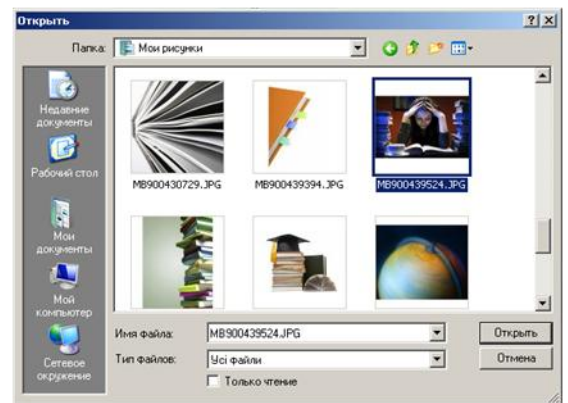 Открыть
Папка:
Мои рисунки
Недавние
документы
Рабочий стол
Мои
документы
Мой
компьютер
Сетевое
окружение
MB900430729.JPG
MB900439394.JPG
MB900439524.JPG
Имя файла:
MB900439524.JPG
Открыть
Тип файлов:
Усі файли
Отмена
Только чтение